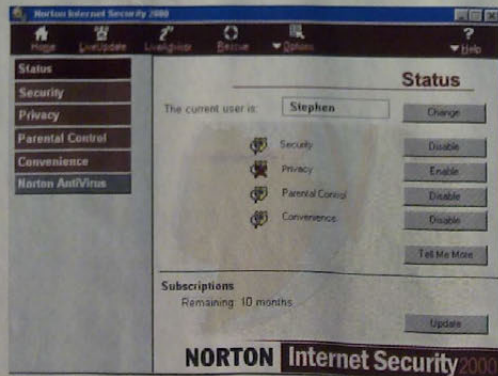 Norton Internet Security 2000
Home LiveUpdate LiveAdvisor Rescue Options ? Help
Status
Security
Privacy
Parental Control
Convenience
Norton AntiVirus
Status
The current user is: Stephen Change
Security Disable
Privacy Enable
Parental Control Disable
Convenience Disable
Tell Me More
Subscriptions
Remaining: 10 months
Update
NORTON Internet Security 2000